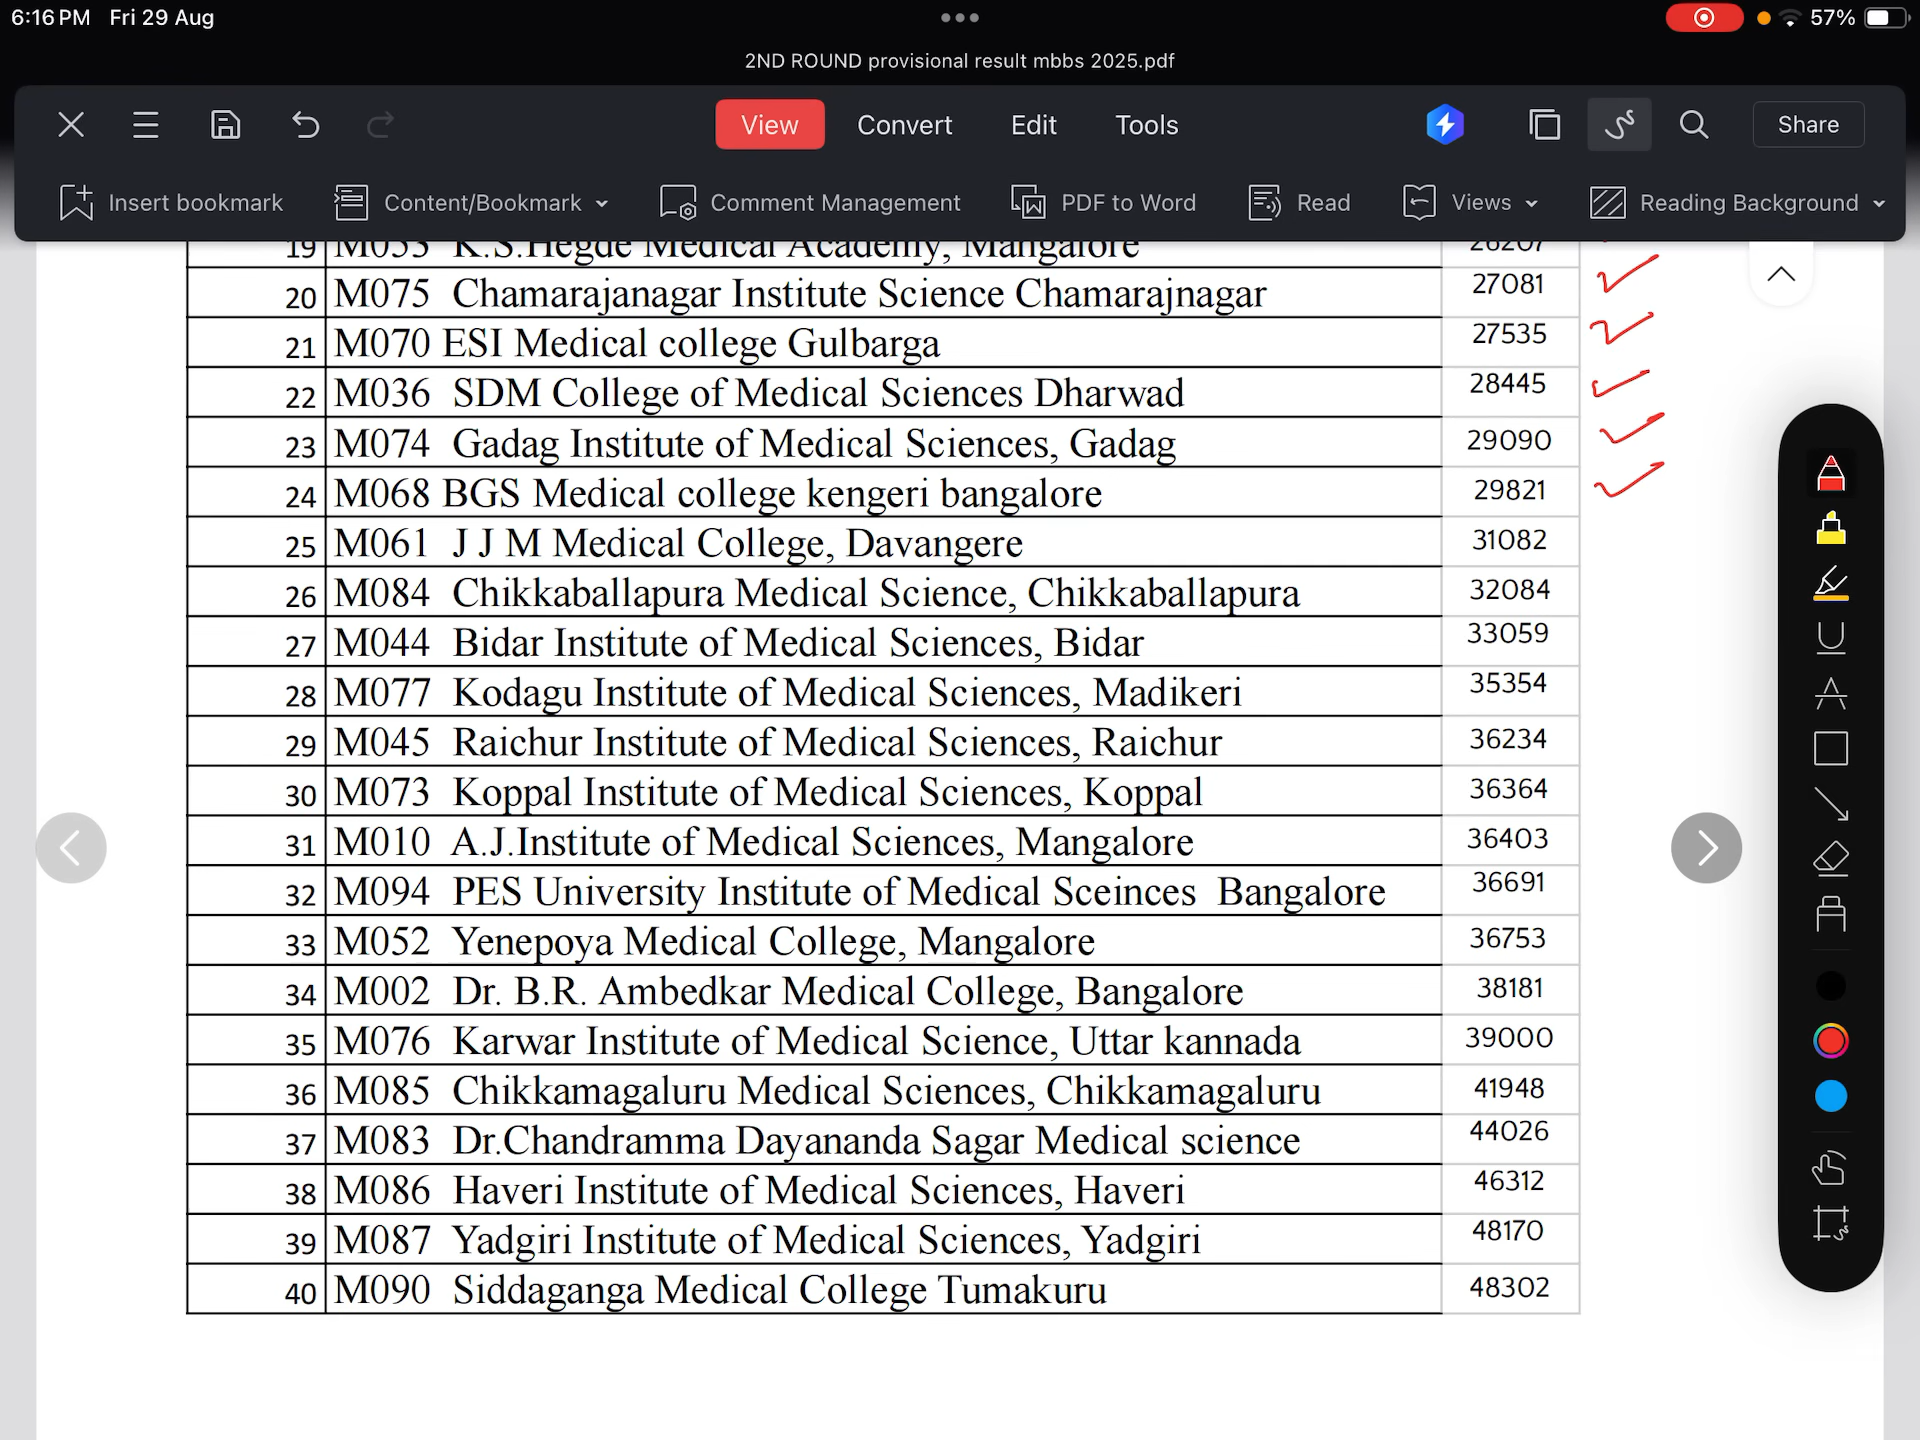 6:16 PM Fri 29 Aug
57%
2ND ROUND provisional result mbbs 2025.pdf
View Convert Edit Tools Share
Insert bookmark Content/Bookmark Comment Management PDF to Word Read Views Reading Background
19 M053 K.S.Hegde Medical Academy, Mangalore 26207
20 M075 Chamarajanagar Institute Science Chamarajnagar 27081
21 M070 ESI Medical college Gulbarga 27535
22 M036 SDM College of Medical Sciences Dharwad 28445
23 M074 Gadag Institute of Medical Sciences, Gadag 29090
24 M068 BGS Medical college kengeri bangalore 29821
25 M061 J J M Medical College, Davangere 31082
26 M084 Chikkaballapura Medical Science, Chikkaballapura 32084
27 M044 Bidar Institute of Medical Sciences, Bidar 33059
28 M077 Kodagu Institute of Medical Sciences, Madikeri 35354
29 M045 Raichur Institute of Medical Sciences, Raichur 36234
30 M073 Koppal Institute of Medical Sciences, Koppal 36364
31 M010 A.J.Institute of Medical Sciences, Mangalore 36403
32 M094 PES University Institute of Medical Sceinces Bangalore 36691
33 M052 Yenepoya Medical College, Mangalore 36753
34 M002 Dr. B.R. Ambedkar Medical College, Bangalore 38181
35 M076 Karwar Institute of Medical Science, Uttar kannada 39000
36 M085 Chikkamagaluru Medical Sciences, Chikkamagaluru 41948
37 M083 Dr.Chandramma Dayananda Sagar Medical science 44026
38 M086 Haveri Institute of Medical Sciences, Haveri 46312
39 M087 Yadgiri Institute of Medical Sciences, Yadgiri 48170
40 M090 Siddaganga Medical College Tumakuru 48302